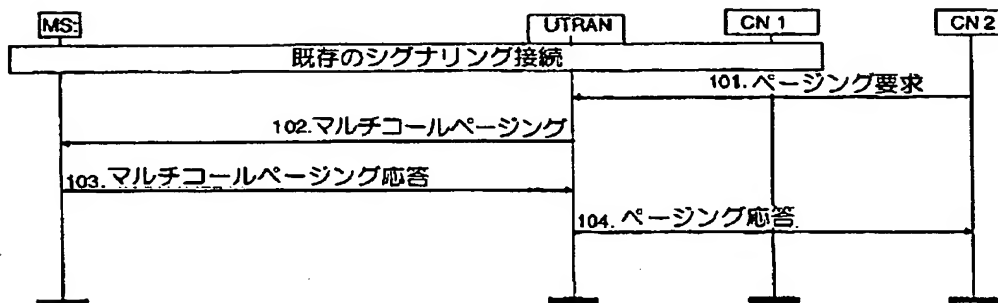 MS:
UTRAN
CN 1
CN 2
既存のシグナリング接続
101.ページング要求
102.マルチコールページング
103.マルチコールページング応答
104.ページング応答